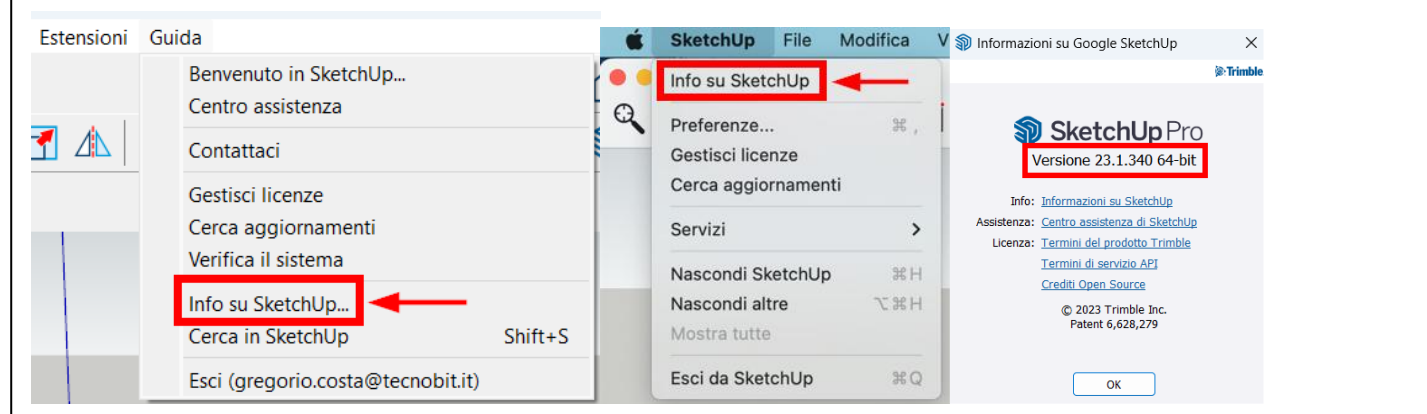 Estensioni Guida
Benvenuto in SketchUp...
Centro assistenza
Contattaci
Gestisci licenze
Cerca aggiornamenti
Verifica il sistema
Info su SketchUp...
Cerca in SketchUp Shift+S
Esci (gregorio.costa@tecnobit.it)
SketchUp File Modifica V
Info su SketchUp
Preferenze... ⌘ ,
Gestisci licenze
Cerca aggiornamenti
Servizi >
Nascondi SketchUp ⌘ H
Nascondi altre ⌥ ⌘ H
Mostra tutte
Esci da SketchUp ⌘ Q
Informazioni su Google SketchUp
Trimble
SketchUp Pro
Versione 23.1.340 64-bit
Info: Informazioni su SketchUp
Assistenza: Centro assistenza di SketchUp
Licenza: Termini del prodotto Trimble
Termini di servizio API
Crediti Open Source
© 2023 Trimble Inc.
Patent 6,628,279
OK